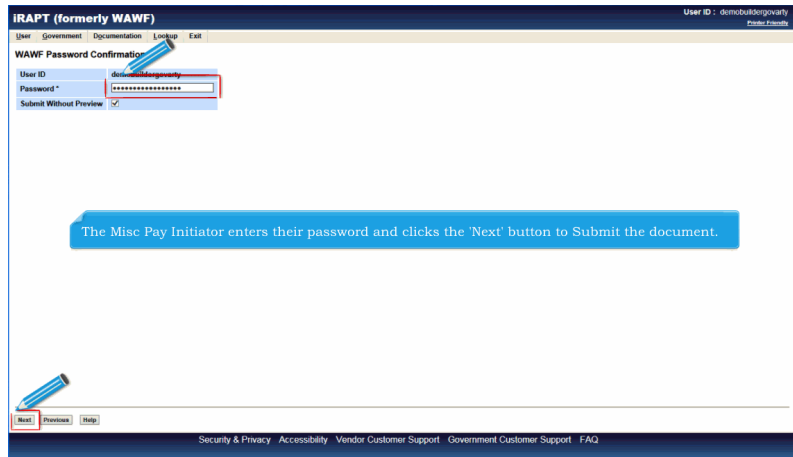 iRAPT (formerly WAWF)
User ID : demobuildergovarty
Printer Friendly
User Government Documentation Lookup Exit
WAWF Password Confirmation
User ID demobuildergovarty
Password * •••••••••••••••••
Submit Without Preview
The Misc Pay Initiator enters their password and clicks the 'Next' button to Submit the document.
Next Previous Help
Security & Privacy Accessibility Vendor Customer Support Government Customer Support FAQ